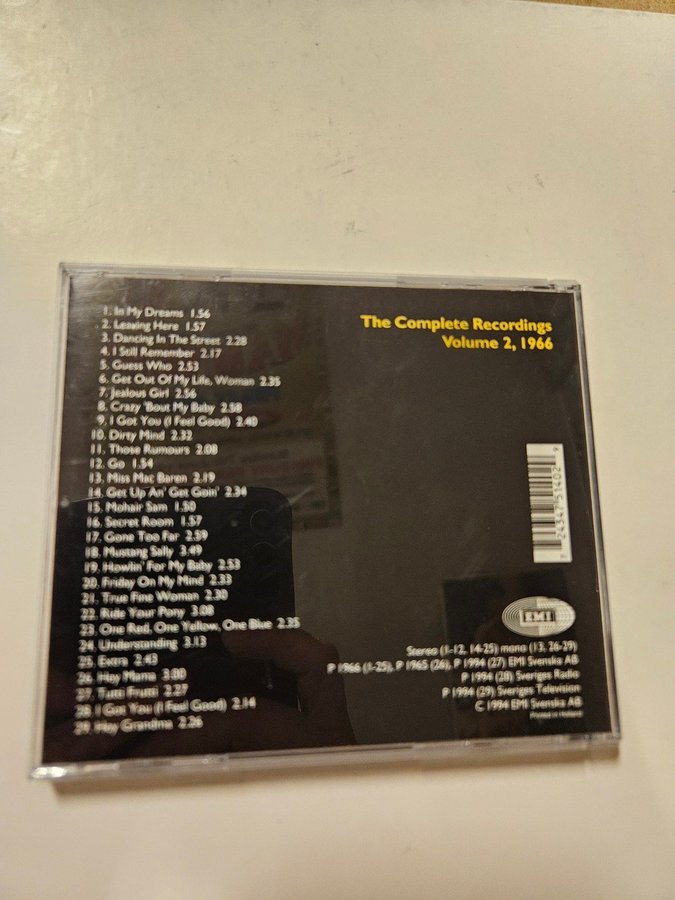 1. In My Dreams 1.56
2. Leaving Here 1.57
3. Dancing In The Street 2.28
4. I Still Remember 2.17
5. Guess Who 2.53
6. Get Out Of My Life, Woman 2.35
7. Jealous Girl 2.56
8. Crazy 'Bout My Baby 2.58
9. I Got You (I Feel Good) 2.40
10. Dirty Mind 2.32
11. Those Rumours 2.08
12. Go 1.54
13. Miss Mac Baren 2.19
14. Get Up An' Get Goin' 2.34
15. Mohair Sam 1.50
16. Secret Room 1.57
17. Gone Too Far 2.39
18. Mustang Sally 3.49
19. Howlin' For My Baby 2.53
20. Friday On My Mind 2.33
21. True Fine Woman 2.30
22. Ride Your Pony 3.08
23. One Red, One Yellow, One Blue 2.35
24. Understanding 3.13
25. Extra 2.43
26. Hey Mama 3.00
27. Tutti Frutti 2.27
28. I Got You (I Feel Good) 2.14
29. Hey Grandma 2.26
The Complete Recordings
Volume 2, 1966
7 24347 51402 9
EMI
Stereo (1-12, 14-25) mono (13, 26-29)
P 1966 (1-25), P 1965 (26), P 1994 (27) EMI Svenska AB
P 1994 (28) Sveriges Radio
P 1994 (29) Sveriges Television
C 1994 EMI Svenska AB
Printed in Holland